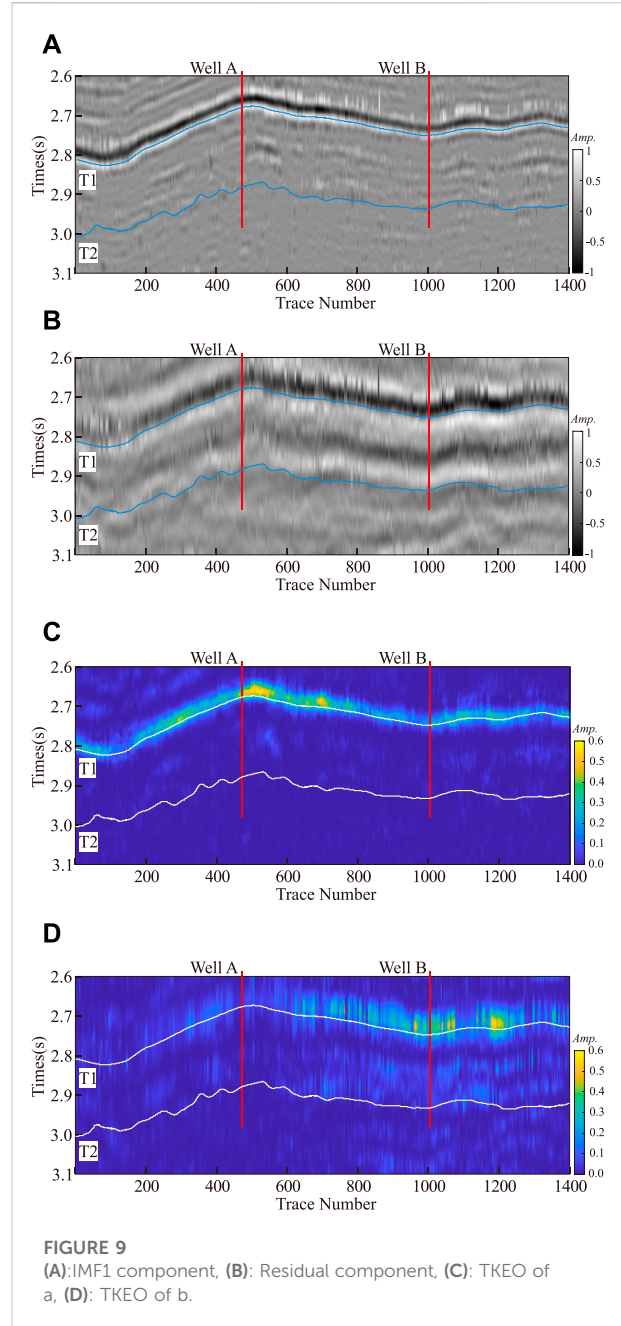 A
Well A Well B
2.6
2.7
2.8
2.9
3.0
3.1
Times(s)
T1
T2
Amp.
1
0.5
0
-0.5
-1
200 400 600 800 1000 1200 1400
Trace Number
B
Well A Well B
2.6
2.7
2.8
2.9
3.0
3.1
Times(s)
T1
T2
Amp.
1
0.5
0
-0.5
-1
200 400 600 800 1000 1200 1400
Trace Number
C
Well A Well B
2.6
2.7
2.8
2.9
3.0
3.1
Times(s)
T1
T2
Amp.
0.6
0.5
0.4
0.3
0.2
0.1
0.0
200 400 600 800 1000 1200 1400
Trace Number
D
Well A Well B
2.6
2.7
2.8
2.9
3.0
3.1
Times(s)
T1
T2
Amp.
0.6
0.5
0.4
0.3
0.2
0.1
0.0
200 400 600 800 1000 1200 1400
Trace Number
FIGURE 9
(A):IMF1 component, (B): Residual component, (C): TKEO of
a, (D): TKEO of b.